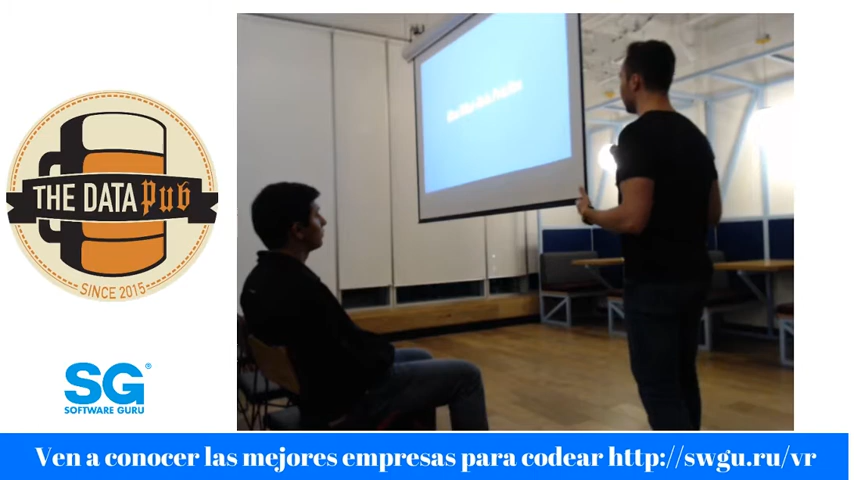 THE DATA Pub
SINCE 2015
SG®
SOFTWARE GURU
Ven a conocer las mejores empresas para codear http://swgu.ru/vr